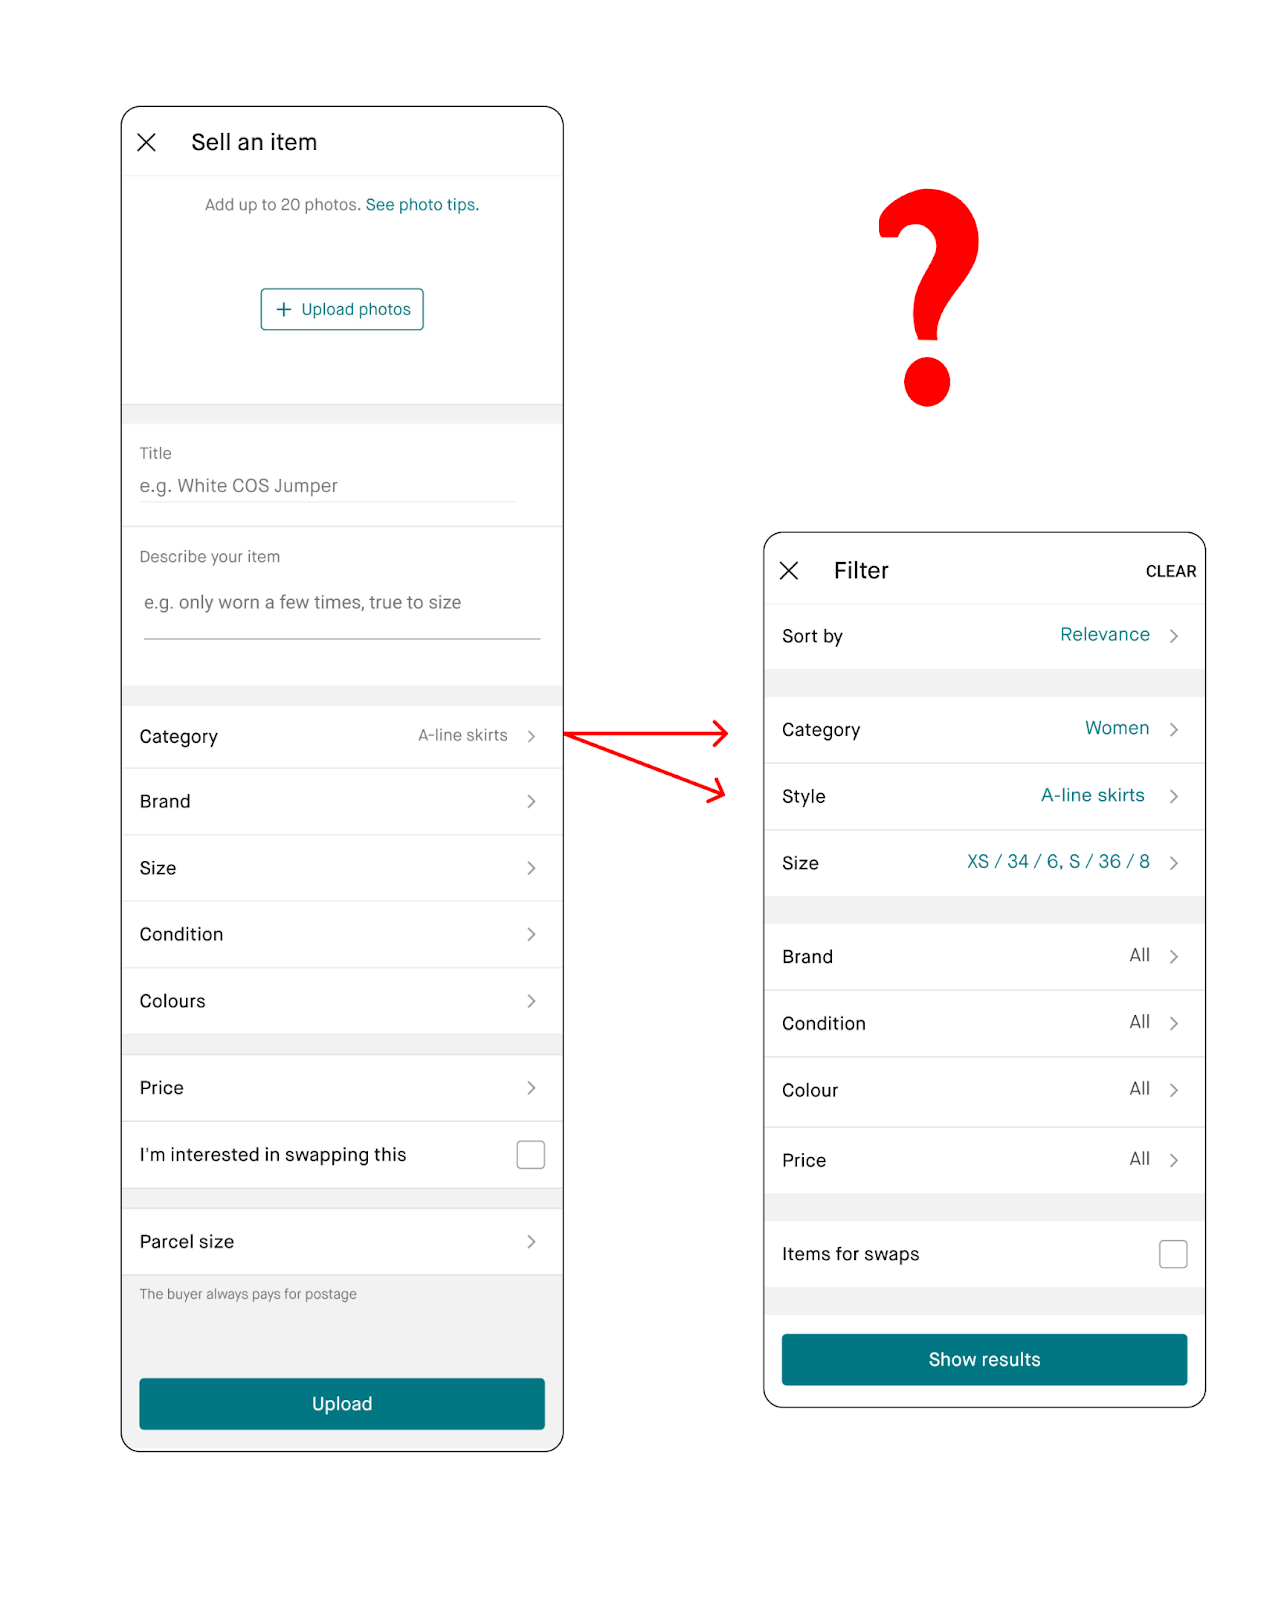 Sell an item
Add up to 20 photos. See photo tips.
+ Upload photos
Title
e.g. White COS Jumper
Describe your item
e.g. only worn a few times, true to size
Category A-line skirts
Brand
Size
Condition
Colours
Price
I'm interested in swapping this
Parcel size
The buyer always pays for postage
Upload
?
Filter CLEAR
Sort by Relevance
Category Women
Style A-line skirts
Size XS / 34 / 6, S / 36 / 8
Brand All
Condition All
Colour All
Price All
Items for swaps
Show results